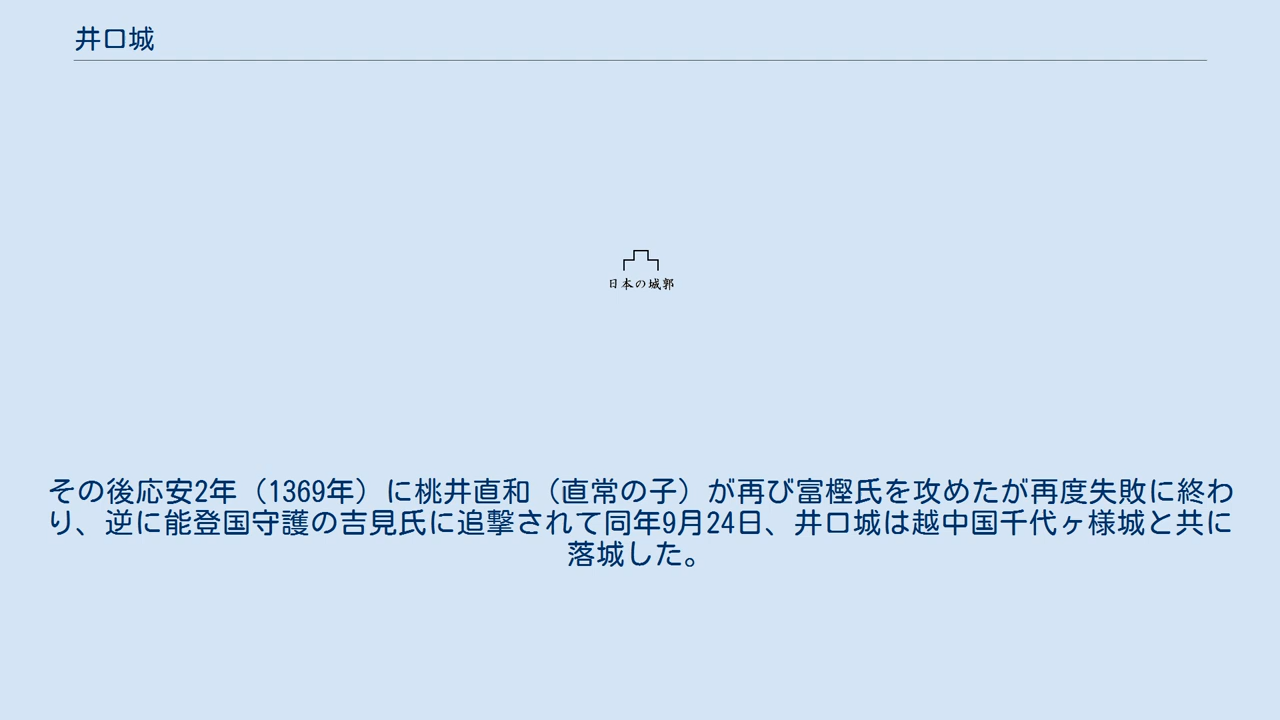 井口城
日本の城郭
その後応安2年（1369年）に桃井直和（直常の子）が再び富樫氏を攻めたが再度失敗に終わ
り、逆に能登国守護の吉見氏に追撃されて同年9月24日、井口城は越中国千代ヶ様城と共に
落城した。